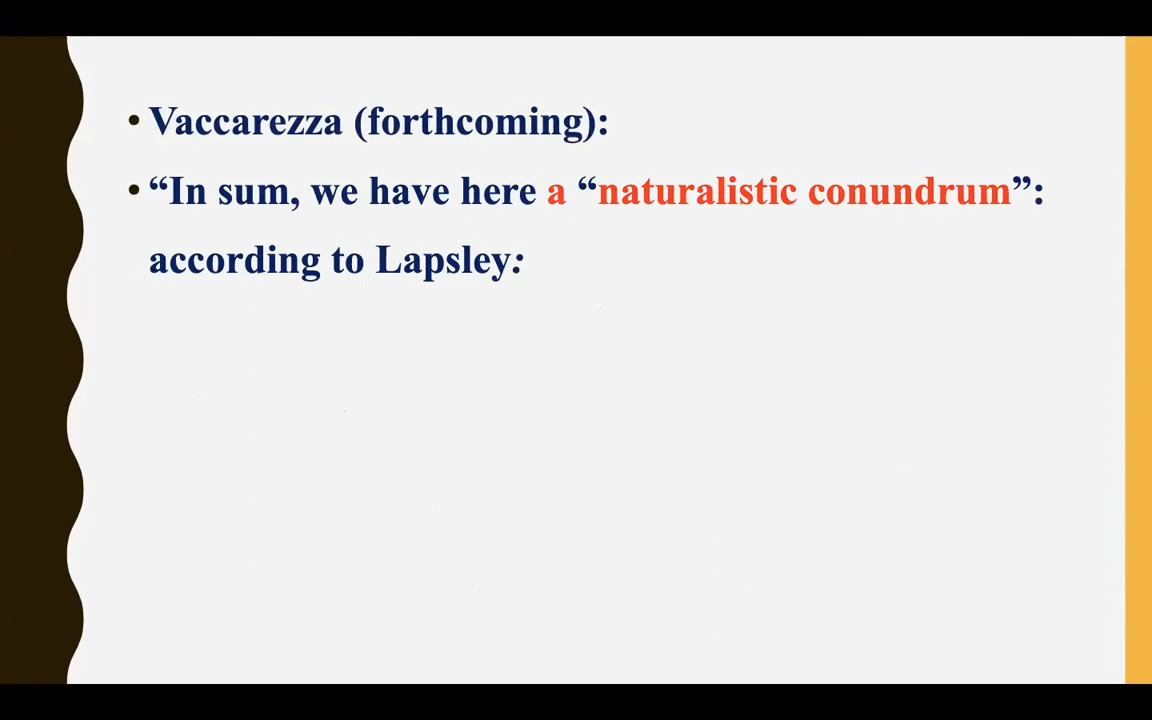 • Vaccarezza (forthcoming):
• “In sum, we have here a “naturalistic conundrum”:
according to Lapsley: